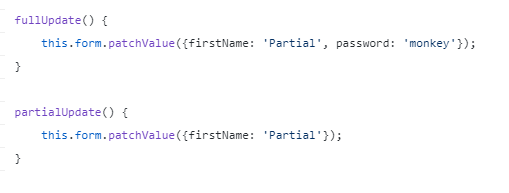 fullUpdate() {
    this.form.patchValue({firstName: 'Partial', password: 'monkey'});
}
partialUpdate() {
    this.form.patchValue({firstName: 'Partial'});
}